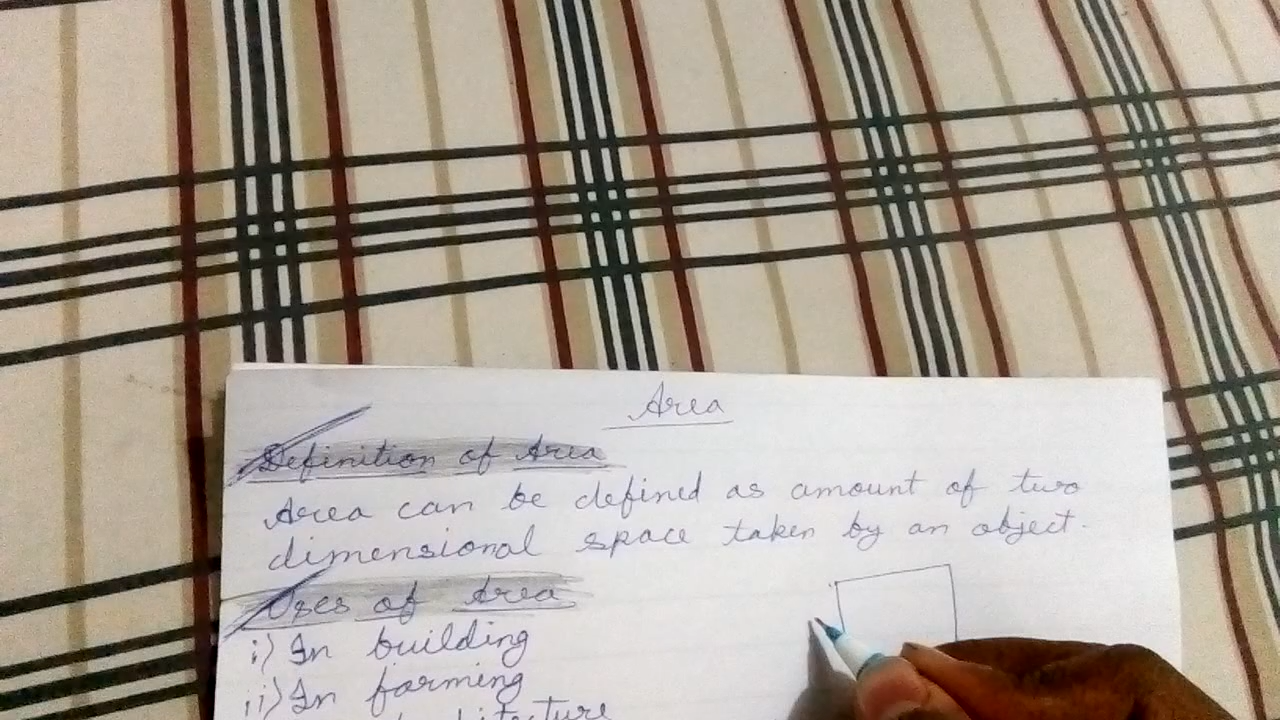 Area
Definition of Area
Area can be defined as amount of two
dimensional space taken by an object.
Uses of Area
i) In building
ii) In farming